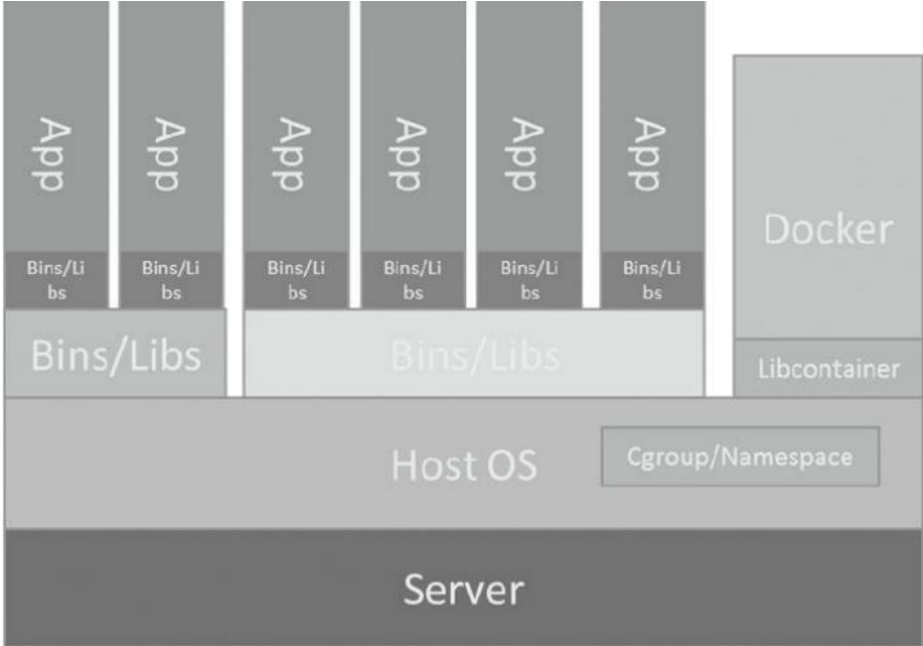 App
App
App
App
App
App
Docker
Bins/Li
bs
Bins/Li
bs
Bins/Li
bs
Bins/Li
bs
Bins/Li
bs
Bins/Li
bs
Bins/Libs
Bins/Libs
Libcontainer
Host OS
Cgroup/Namespace
Server